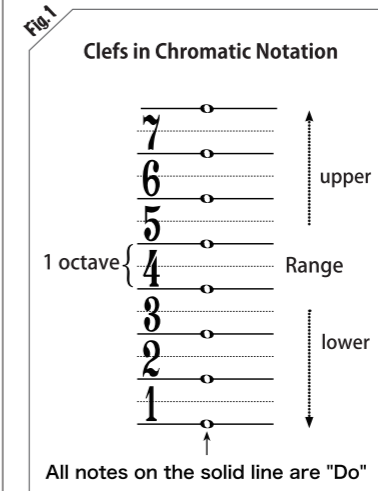 Fig.1
Clefs in Chromatic Notation
7
6
upper
5
1 octave
4
Range
3
lower
2
1
All notes on the solid line are "Do"